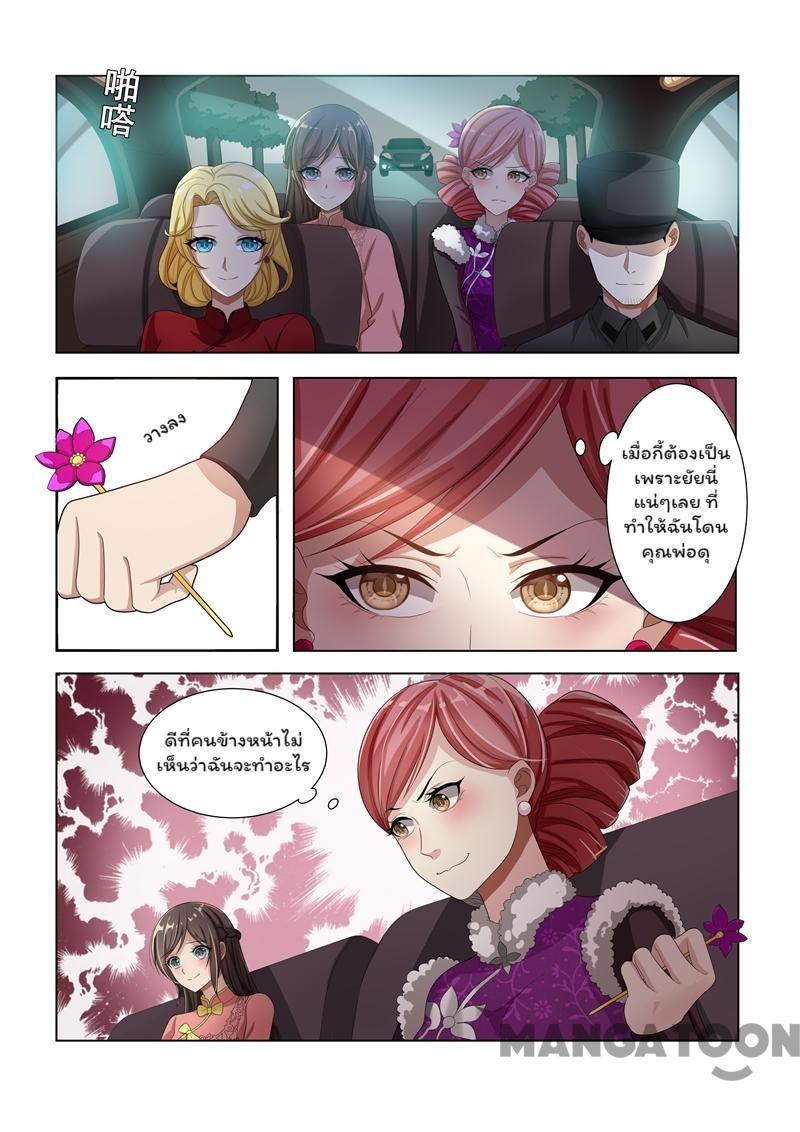 啪
嗒
วางลง
เมื่อกี้ต้องเป็น
เพราะยัยนี่
แน่ๆเลย ที่
ทำให้ฉันโดน
คุณพ่อดุ
ดีที่คนข้างหน้าไม่
เห็นว่าฉันจะทำอะไร
MANGATOON